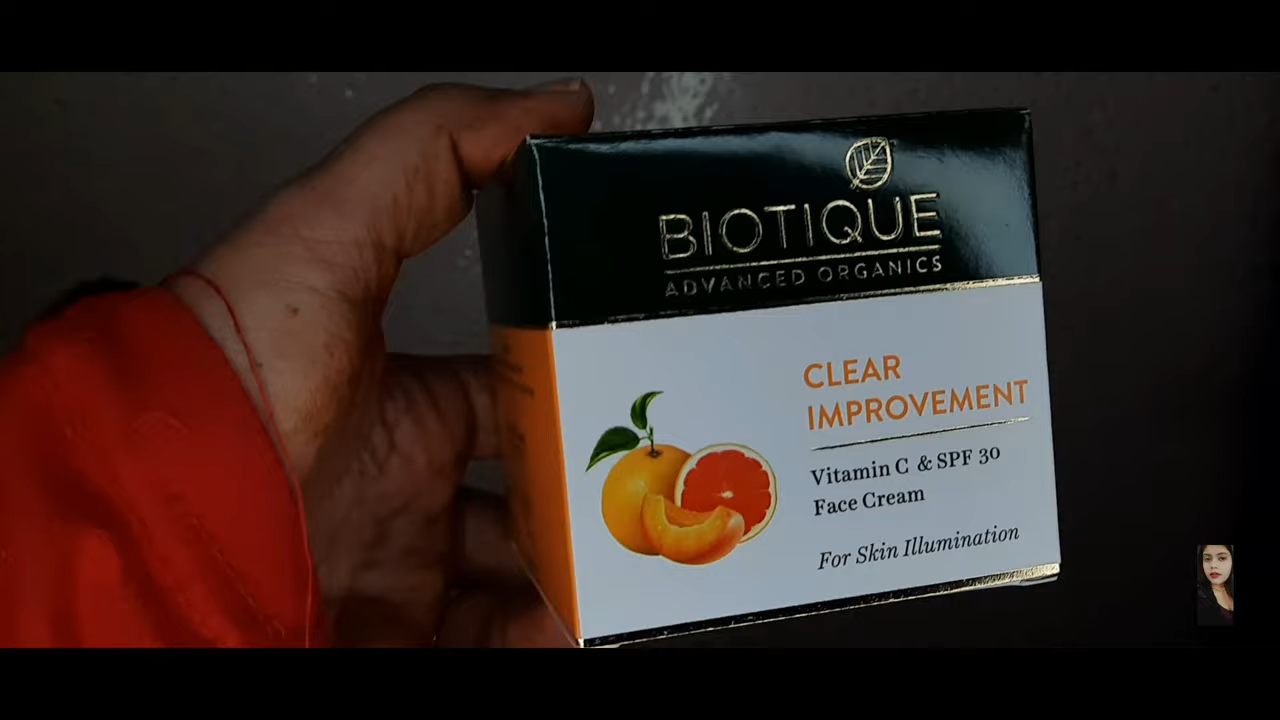 BIOTIQUE
ADVANCED ORGANICS
CLEAR
IMPROVEMENT
Vitamin C & SPF 30
Face Cream
For Skin Illumination